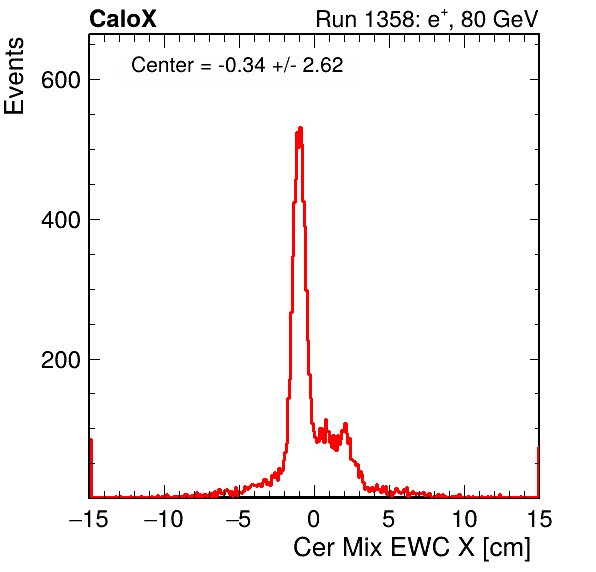 CaloX Run 1358: e⁺, 80 GeV
Center = -0.34 +/- 2.62
Events
600
400
200
−15 −10 −5 0 5 10 15
Cer Mix EWC X [cm]